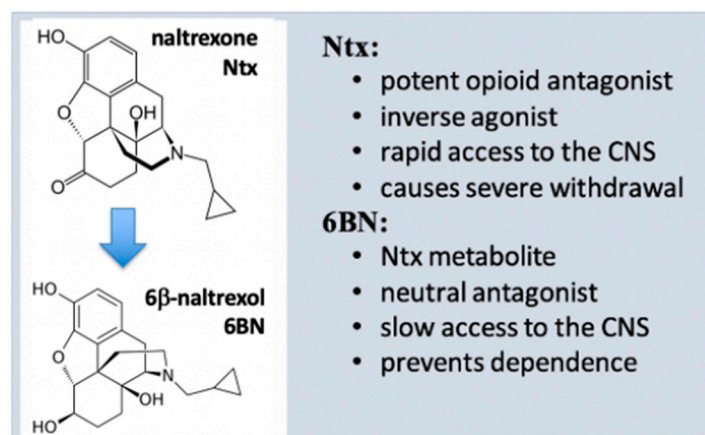 HO
naltrexone
Ntx
O
OH
N
O
HO
6β-naltrexol
6BN
O
N
OH
HO
Ntx:
• potent opioid antagonist
• inverse agonist
• rapid access to the CNS
• causes severe withdrawal
6BN:
• Ntx metabolite
• neutral antagonist
• slow access to the CNS
• prevents dependence